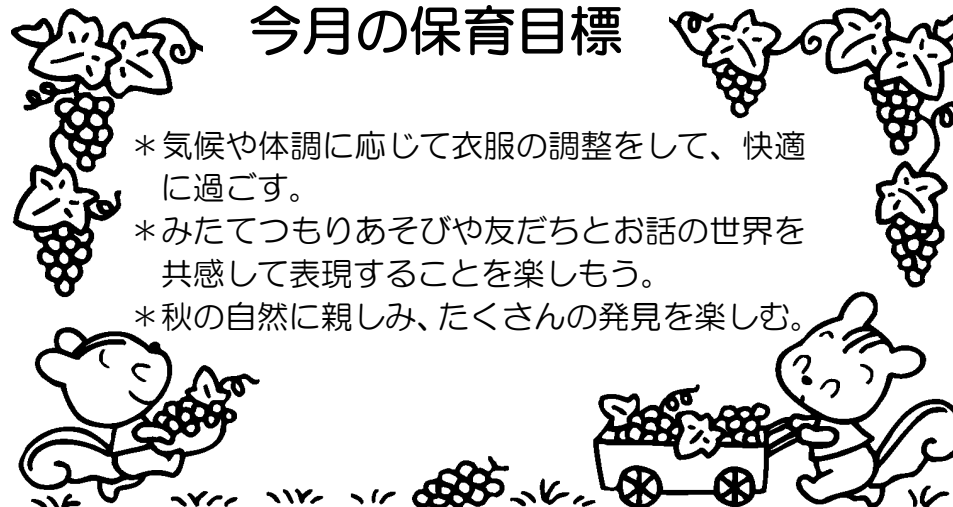 今月の保育目標
＊気候や体調に応じて衣服の調整をして、快適
に過ごす。
＊みたてつもりあそびや友だちとお話の世界を
共感して表現することを楽しもう。
＊秋の自然に親しみ、たくさんの発見を楽しむ。